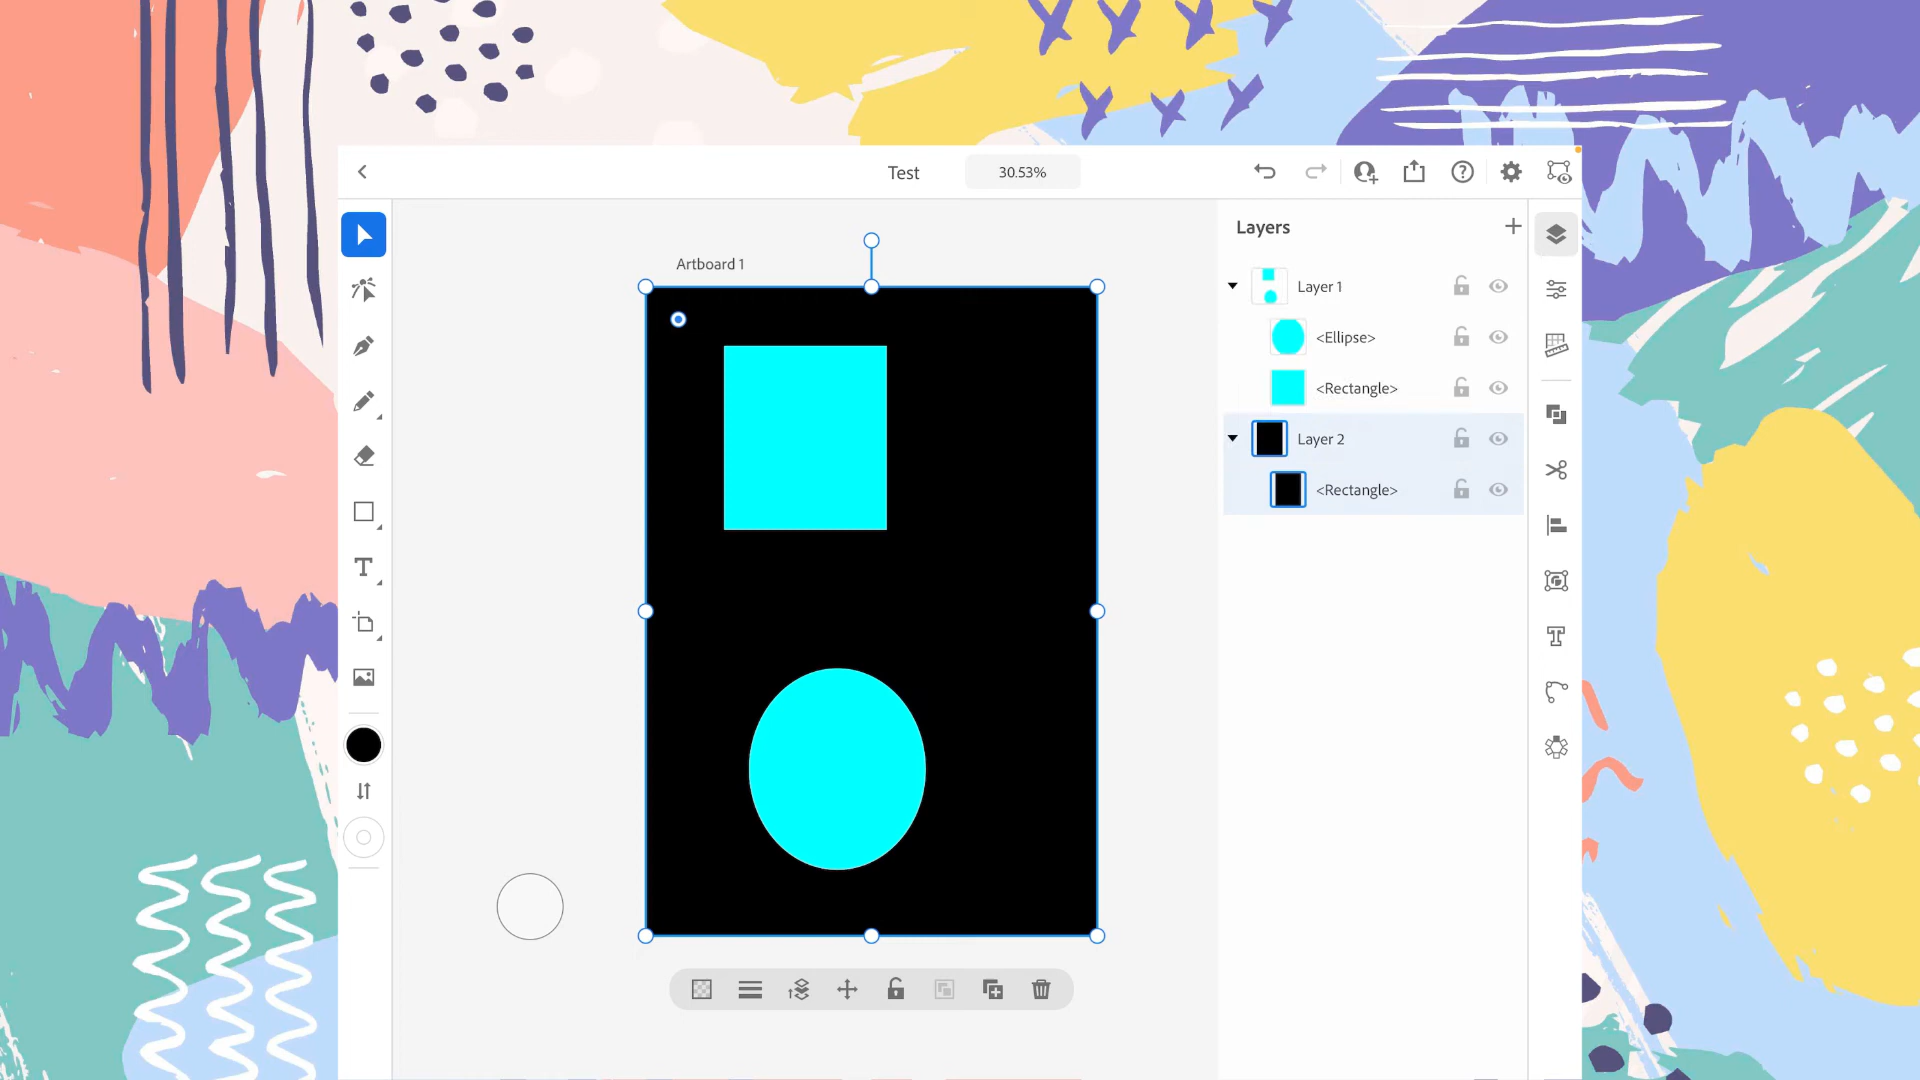 Test
30.53%
Layers
Artboard 1
Layer 1
<Ellipse>
<Rectangle>
Layer 2
<Rectangle>